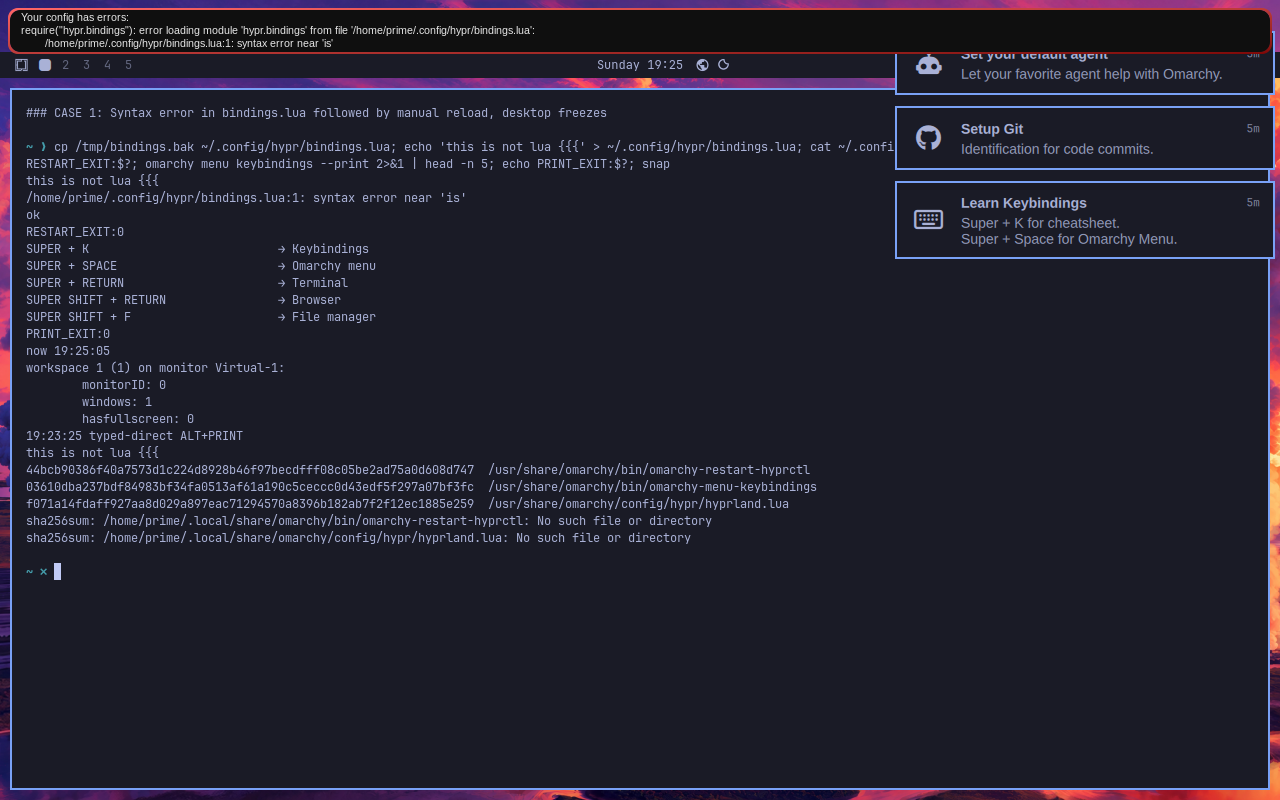 Your config has errors:
require("hypr.bindings"): error loading module 'hypr.bindings' from file '/home/prime/.config/hypr/bindings.lua':
/home/prime/.config/hypr/bindings.lua:1: syntax error near 'is'
2 3 4 5
Sunday 19:25
Set your default agent 5m
Let your favorite agent help with Omarchy.
Setup Git 5m
Identification for code commits.
Learn Keybindings 5m
Super + K for cheatsheet.
Super + Space for Omarchy Menu.
### CASE 1: Syntax error in bindings.lua followed by manual reload, desktop freezes
~ ❯ cp /tmp/bindings.bak ~/.config/hypr/bindings.lua; echo 'this is not lua {{{' > ~/.config/hypr/bindings.lua; cat ~/.confi
RESTART_EXIT:$?; omarchy menu keybindings --print 2>&1 | head -n 5; echo PRINT_EXIT:$?; snap
this is not lua {{{
/home/prime/.config/hypr/bindings.lua:1: syntax error near 'is'
ok
RESTART_EXIT:0
SUPER + K → Keybindings
SUPER + SPACE → Omarchy menu
SUPER + RETURN → Terminal
SUPER SHIFT + RETURN → Browser
SUPER SHIFT + F → File manager
PRINT_EXIT:0
now 19:25:05
workspace 1 (1) on monitor Virtual-1:
monitorID: 0
windows: 1
hasfullscreen: 0
19:23:25 typed-direct ALT+PRINT
this is not lua {{{
44bcb90386f40a7573d1c224d8928b46f97becdfff08c05be2ad75a0d608d747 /usr/share/omarchy/bin/omarchy-restart-hyprctl
03610dba237bdf84983bf34fa0513af61a190c5ceccc0d43edf5f297a07bf3fc /usr/share/omarchy/bin/omarchy-menu-keybindings
f071a14fdaff927aa8d029a897eac71294570a8396b182ab7f2f12ec1885e259 /usr/share/omarchy/config/hypr/hyprland.lua
sha256sum: /home/prime/.local/share/omarchy/bin/omarchy-restart-hyprctl: No such file or directory
sha256sum: /home/prime/.local/share/omarchy/config/hypr/hyprland.lua: No such file or directory
~ ×